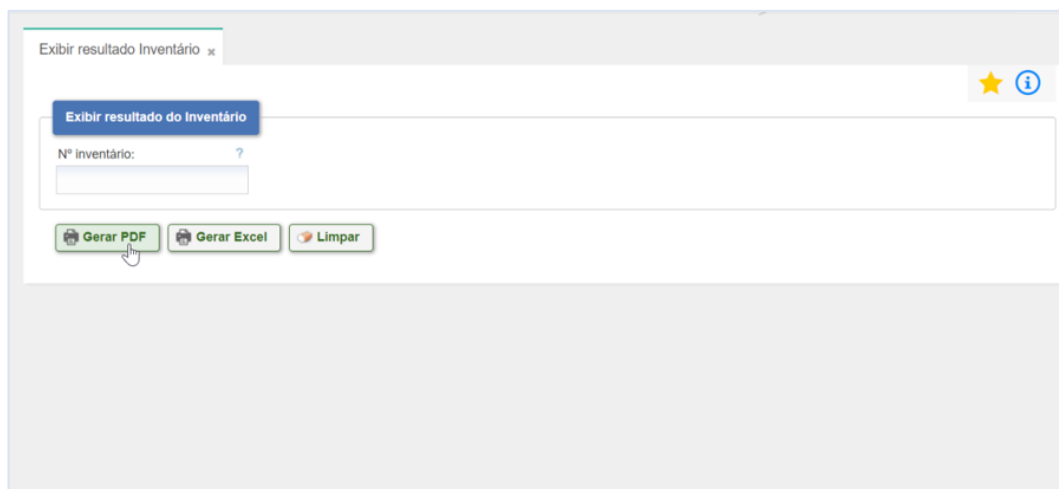 Exibir resultado Inventário x
Exibir resultado do Inventário
Nº inventário: ?
Gerar PDF Gerar Excel Limpar